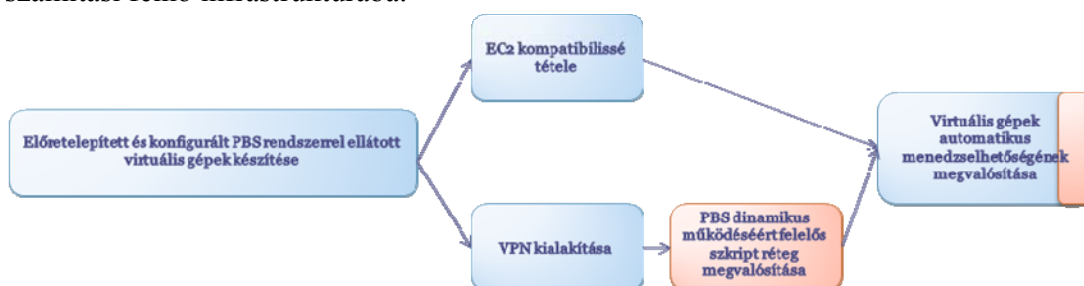 számítási felhő infrastruktúrába.
EC2 kompatibilissé
tétele
Előretelepített és konfigurált PBS rendszerrel ellátott
virtuális gépek készítése
Virtuális gépek
automatikus
menedzselhetőségének
megvalósítása
VPN kialakítása
PBS dinamikus
működéséért felelős
szkript réteg
megvalósítása